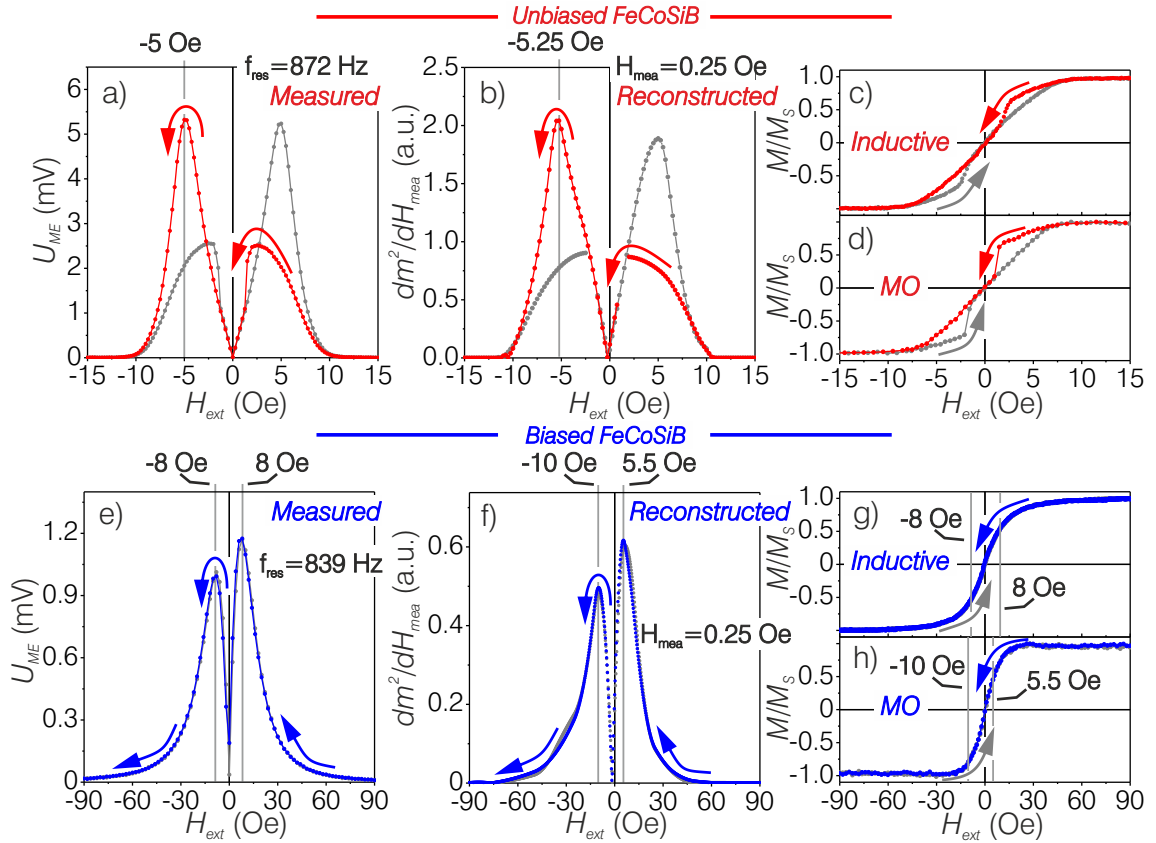 Unbiased FeCoSiB
-5 Oe
-5.25 Oe
a)
f_res=872 Hz
Measured
U_ME (mV)
6
5
4
3
2
1
0
-15 -10 -5 0 5 10 15
H_ext (Oe)
b)
H_mea=0.25 Oe
Reconstructed
dm²/dH_mea (a.u.)
2.5
2.0
1.5
1.0
0.5
0.0
-15 -10 -5 0 5 10 15
H_ext (Oe)
c)
Inductive
M/M_S
1.0
0.5
0
-0.5
d)
MO
M/M_S
0.5
0
-0.5
-1.0
-15 -10 -5 0 5 10 15
H_ext (Oe)
Biased FeCoSiB
-8 Oe
8 Oe
-10 Oe
5.5 Oe
e)
Measured
f_res=839 Hz
U_ME (mV)
1.2
0.9
0.6
0.3
0
-90 -60 -30 0 30 60 90
H_ext (Oe)
f)
Reconstructed
H_mea=0.25 Oe
dm²/dH_mea (a.u.)
0.6
0.4
0.2
0.0
-90 -60 -30 0 30 60 90
H_ext (Oe)
g)
-8 Oe
Inductive
8 Oe
M/M_S
1.0
0.5
0
-0.5
h)
-10 Oe
5.5 Oe
MO
M/M_S
0.5
0
-0.5
-1.0
-90 -60 -30 0 30 60 90
H_ext (Oe)